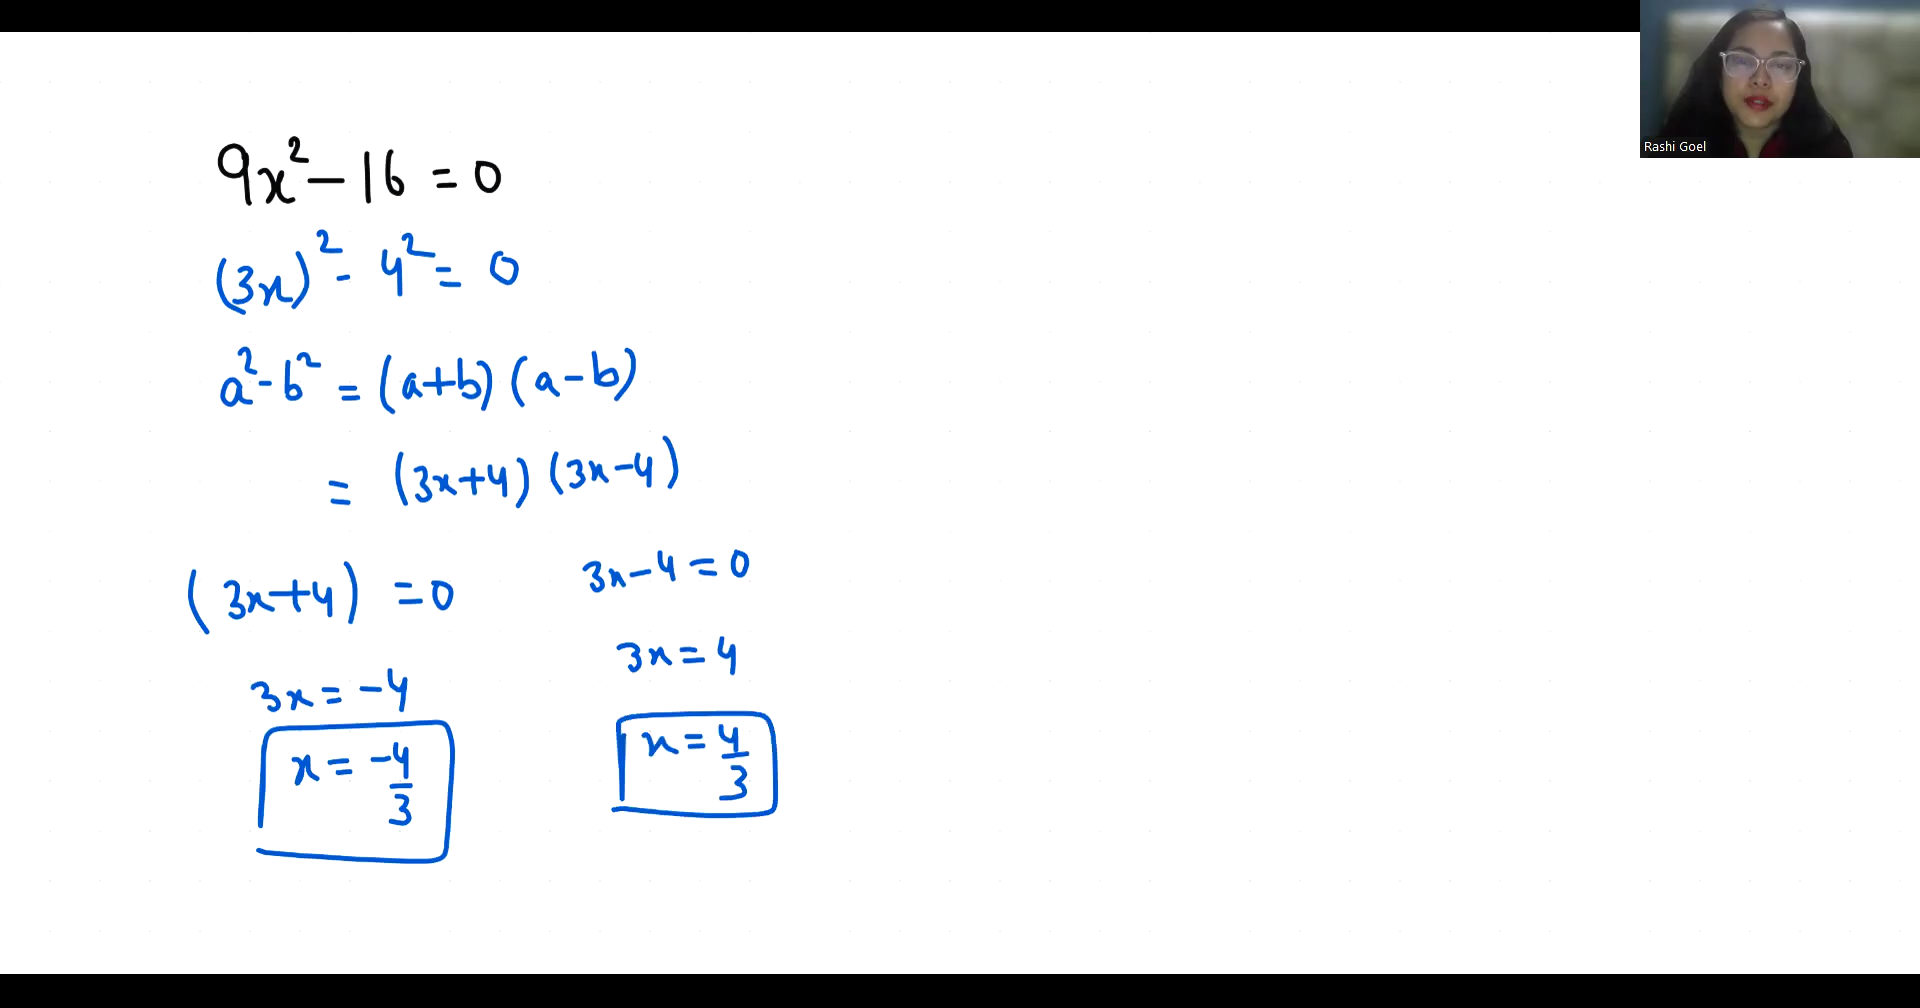 9x² − 16 = 0
(3x)² - 4² = 0
a² - b² = (a+b) (a-b)
= (3x+4) (3x-4)
(3x+4) = 0
3x = -4
x = -4/3
3x-4 = 0
3x = 4
x = 4/3
Rashi Goel